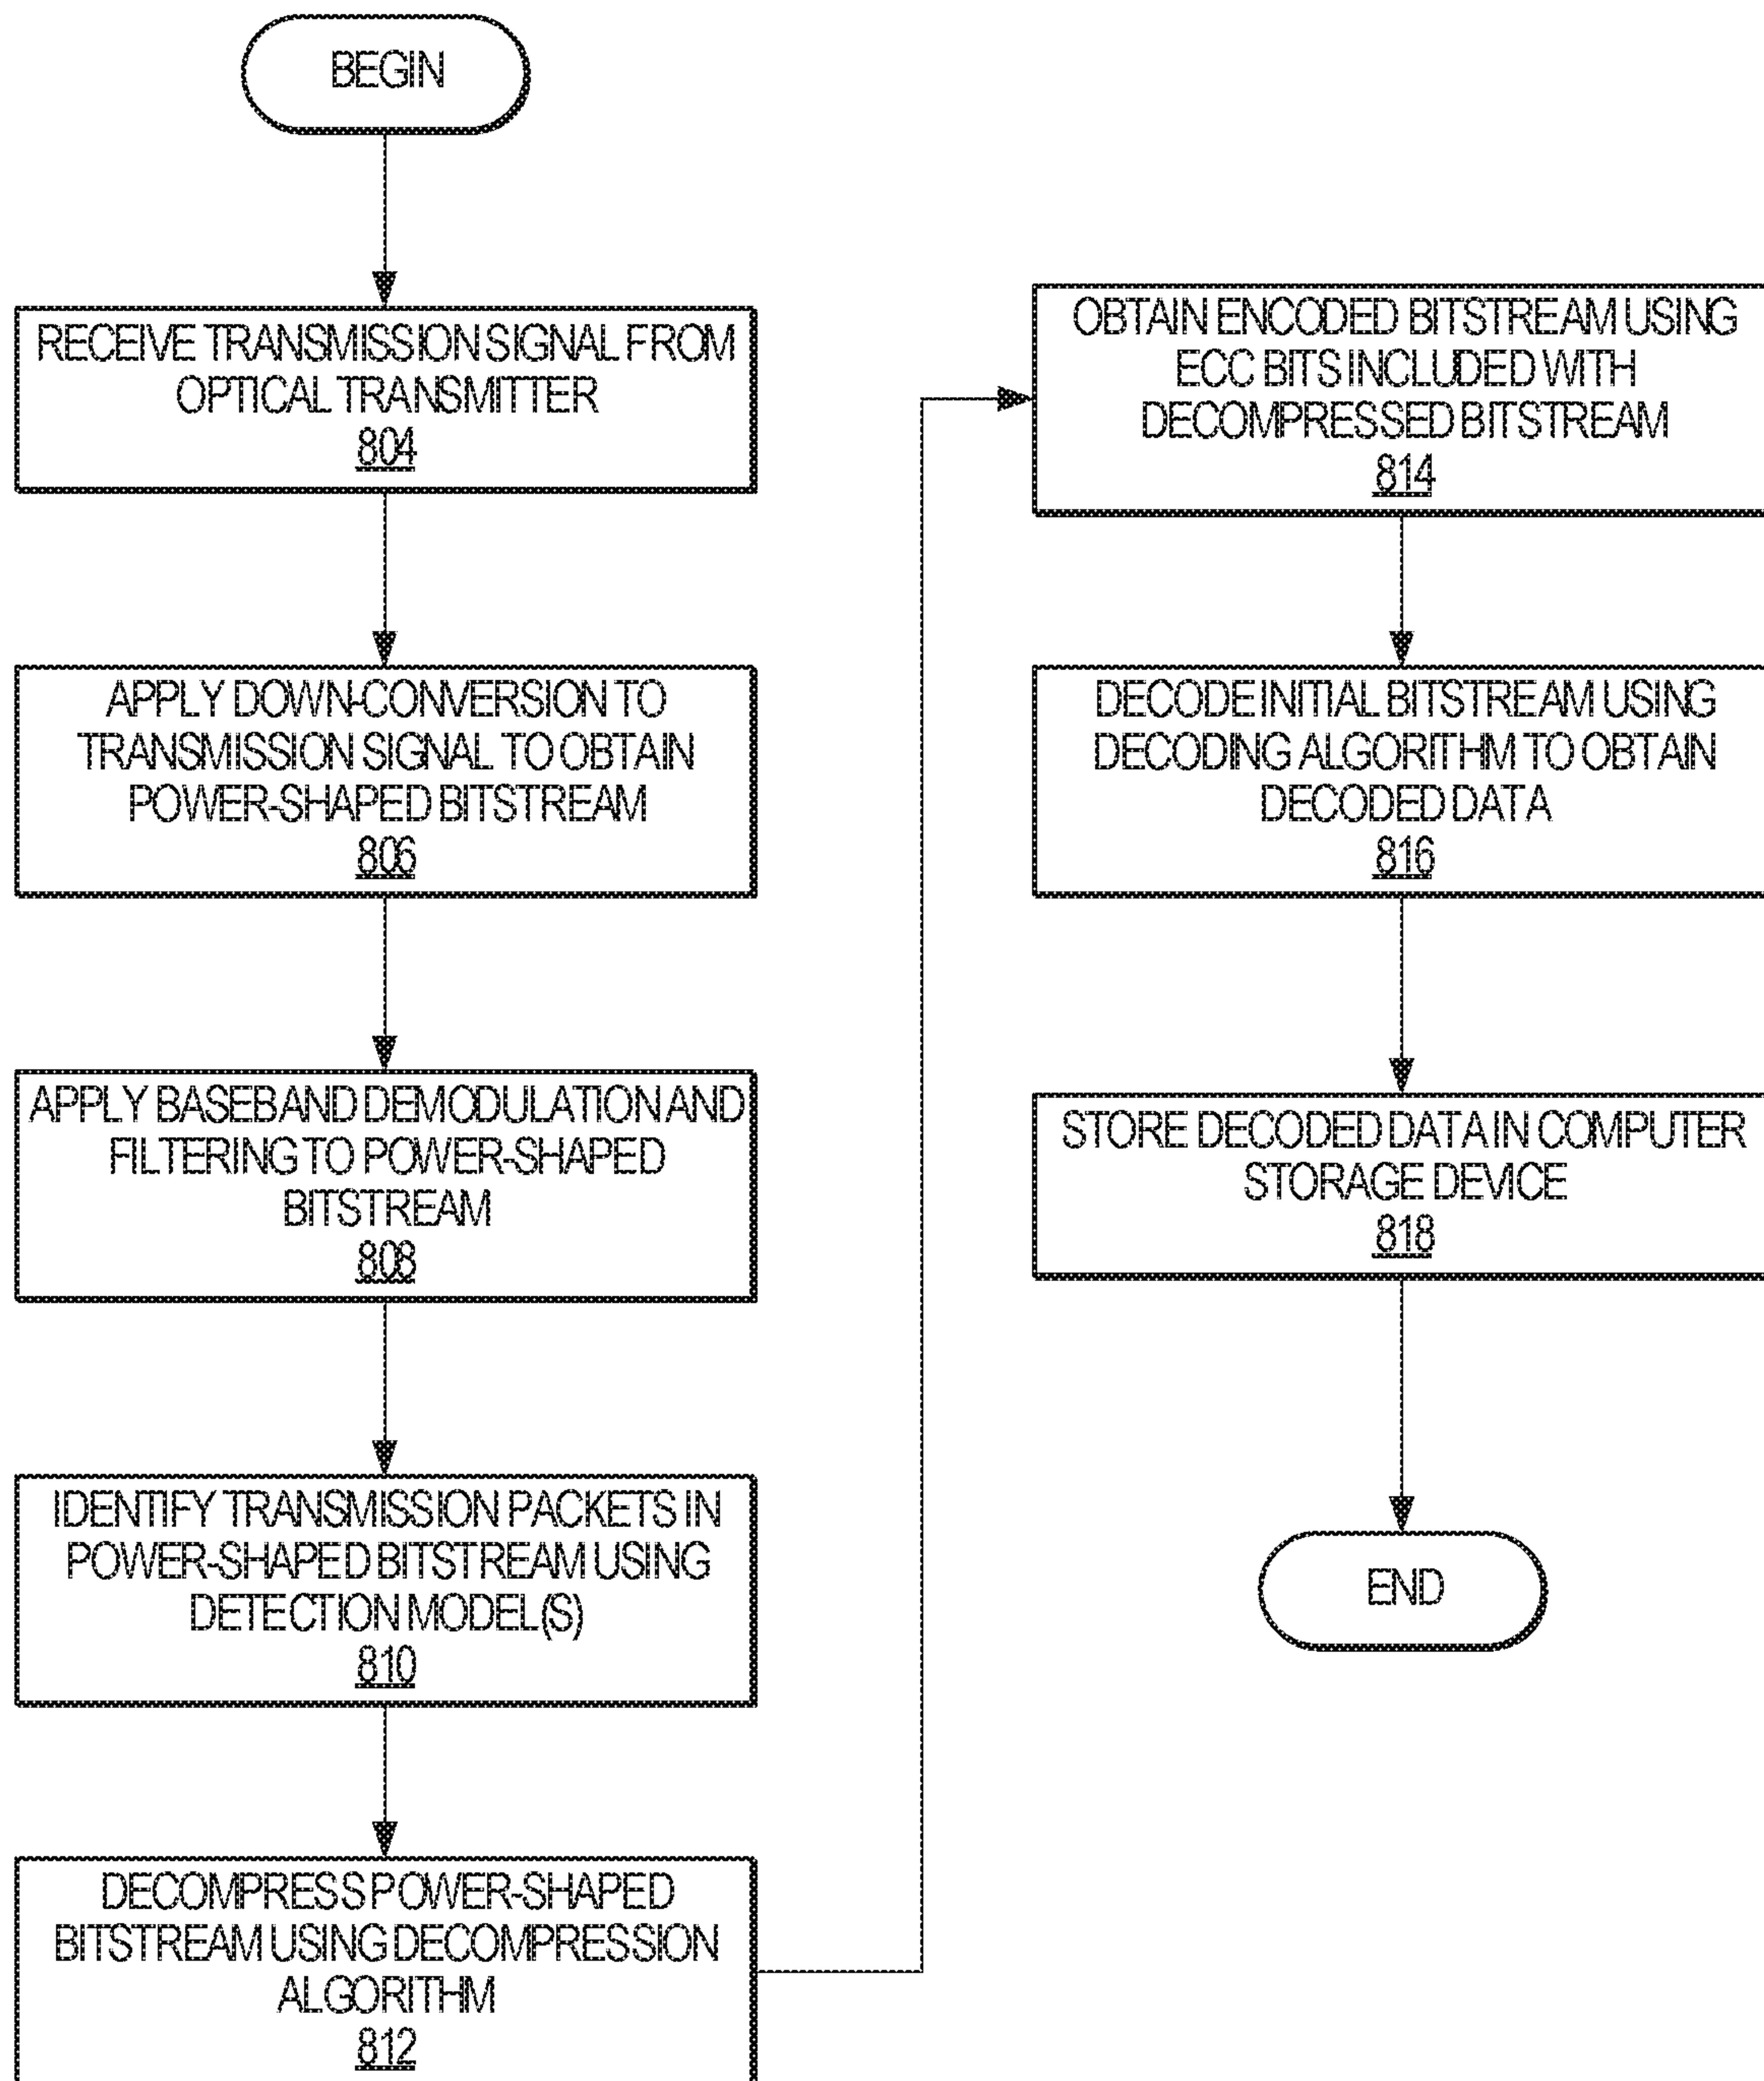 BEGIN
RECEIVE TRANSMISSION SIGNAL FROM
OPTICAL TRANSMITTER
804
APPLY DOWN-CONVERSION TO
TRANSMISSION SIGNAL TO OBTAIN
POWER-SHAPED BITSTREAM
806
APPLY BASEBAND DEMODULATION AND
FILTERING TO POWER-SHAPED
BITSTREAM
808
IDENTIFY TRANSMISSION PACKETS IN
POWER-SHAPED BITSTREAM USING
DETECTION MODEL(S)
810
DECOMPRESS POWER-SHAPED
BITSTREAM USING DECOMPRESSION
ALGORITHM
812
OBTAIN ENCODED BITSTREAM USING
ECC BITS INCLUDED WITH
DECOMPRESSED BITSTREAM
814
DECODE INITIAL BITSTREAM USING
DECODING ALGORITHM TO OBTAIN
DECODED DATA
816
STORE DECODED DATA IN COMPUTER
STORAGE DEVICE
818
END